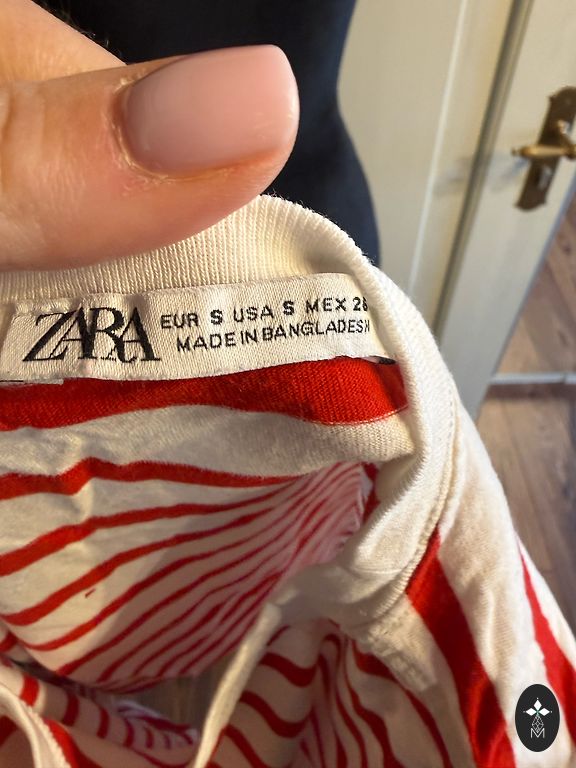 ZARA
EUR S USA S MEX 26
MADE IN BANGLADESH
M